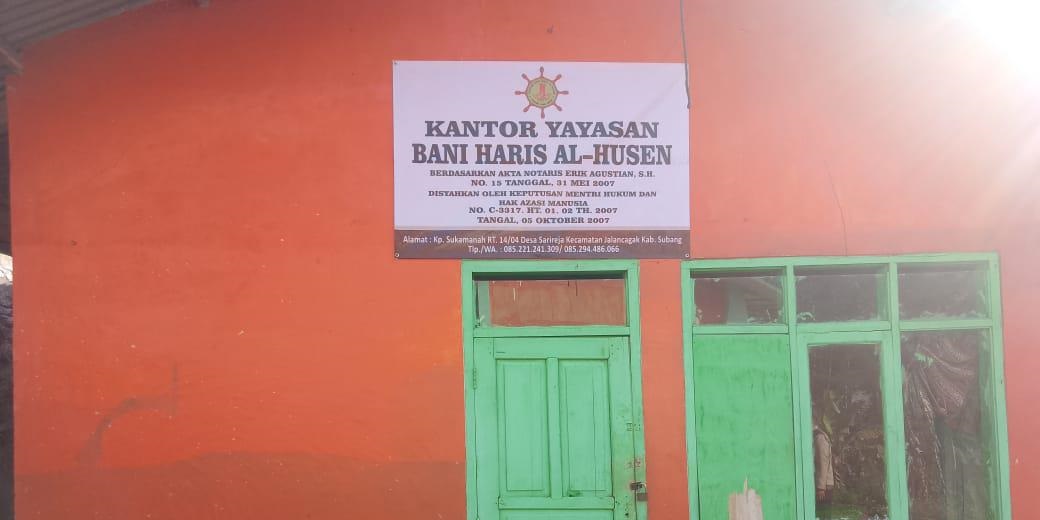 KANTOR YAYASAN
BANI HARIS AL-HUSEN
BERDASARKAN AKTA NOTARIS ERIK AGUSTIAN, S.H.
NO. 15 TANGGAL, 31 MEI 2007
DISYAHKAN OLEH KEPUTUSAN MENTRI HUKUM DAN
HAK AZASI MANUSIA
NO. C-3317. HT. 01. 02 TH. 2007
TANGAL, 05 OKTOBER 2007
Alamat : Kp. Sukamanah RT. 14/04 Desa Sarireja Kecamatan Jalancagak Kab. Subang
Tlp./WA. : 085.221.241.309/ 085.294.486.066